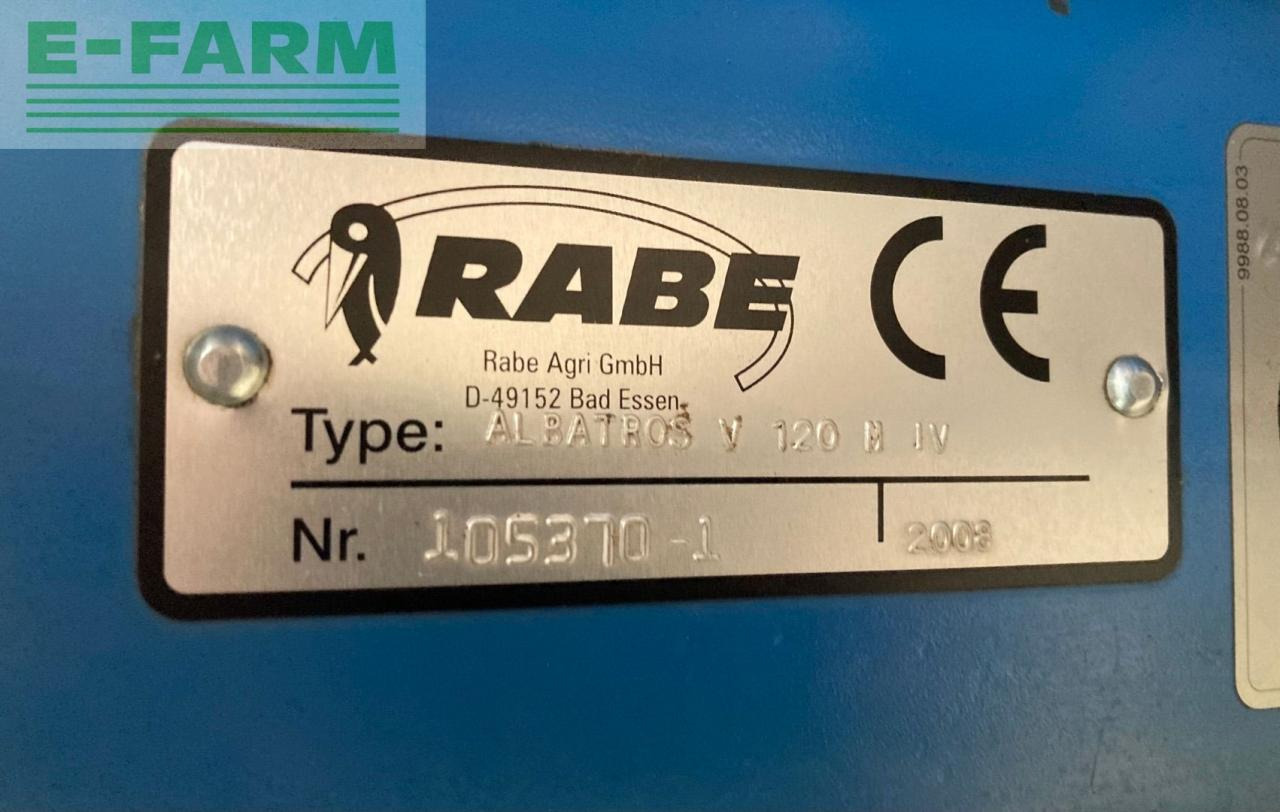 E-FARM
RABE
CE
Rabe Agri GmbH
D-49152 Bad Essen
Type: ALBATROS V 120 M IV
Nr. 105370-1 2008
9988.08.03